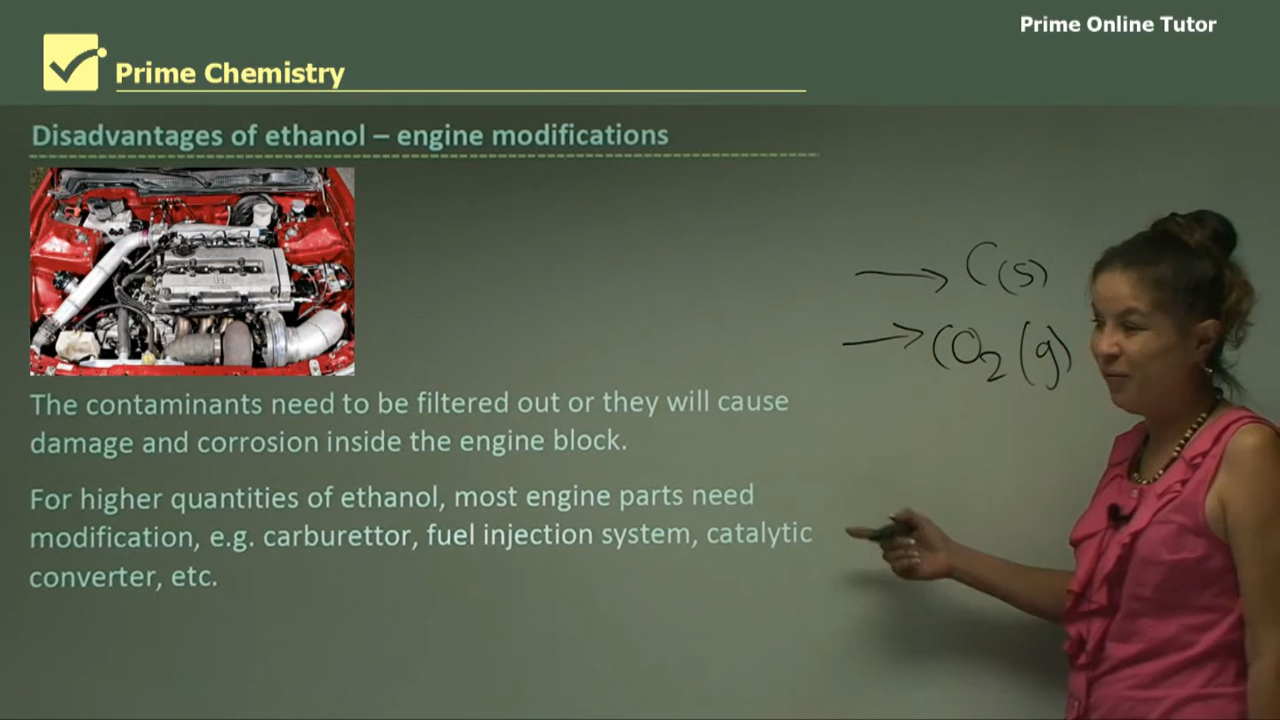 Prime Online Tutor
Prime Chemistry
Disadvantages of ethanol – engine modifications
→ C(s)
→ CO₂(g)
The contaminants need to be filtered out or they will cause
damage and corrosion inside the engine block.
For higher quantities of ethanol, most engine parts need
modification, e.g. carburettor, fuel injection system, catalytic
converter, etc.